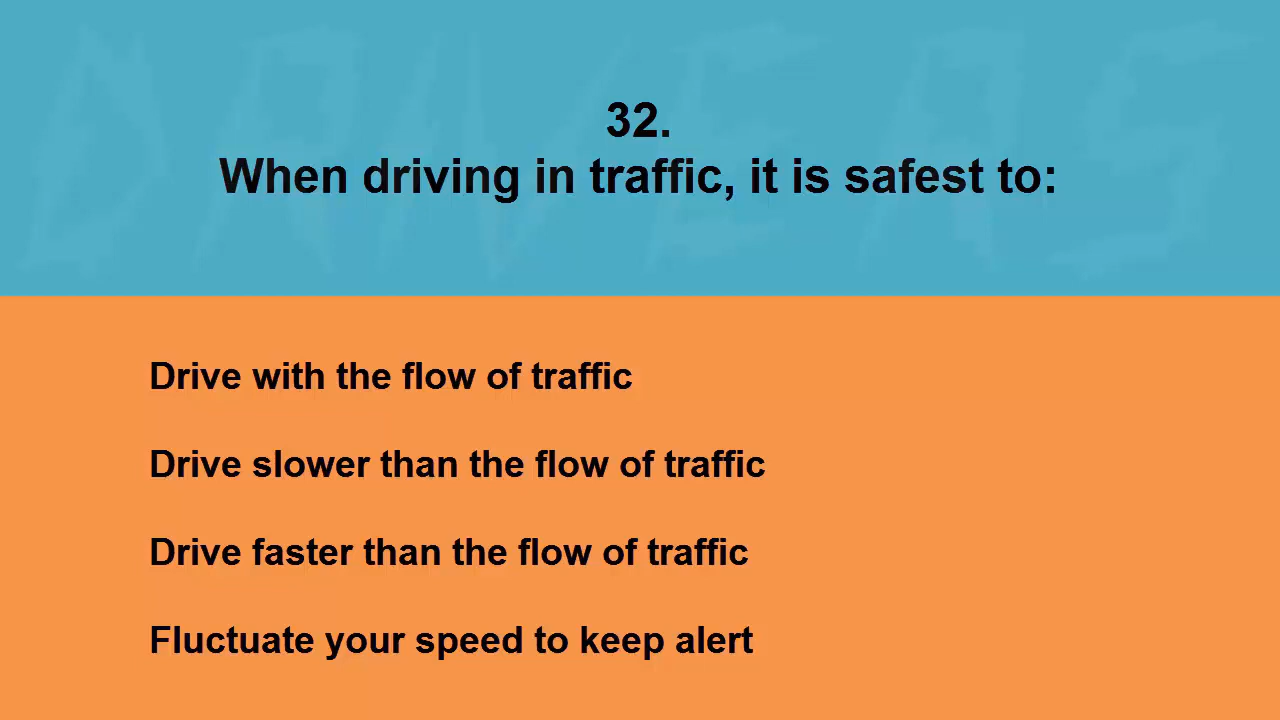 32.
When driving in traffic, it is safest to:
Drive with the flow of traffic
Drive slower than the flow of traffic
Drive faster than the flow of traffic
Fluctuate your speed to keep alert